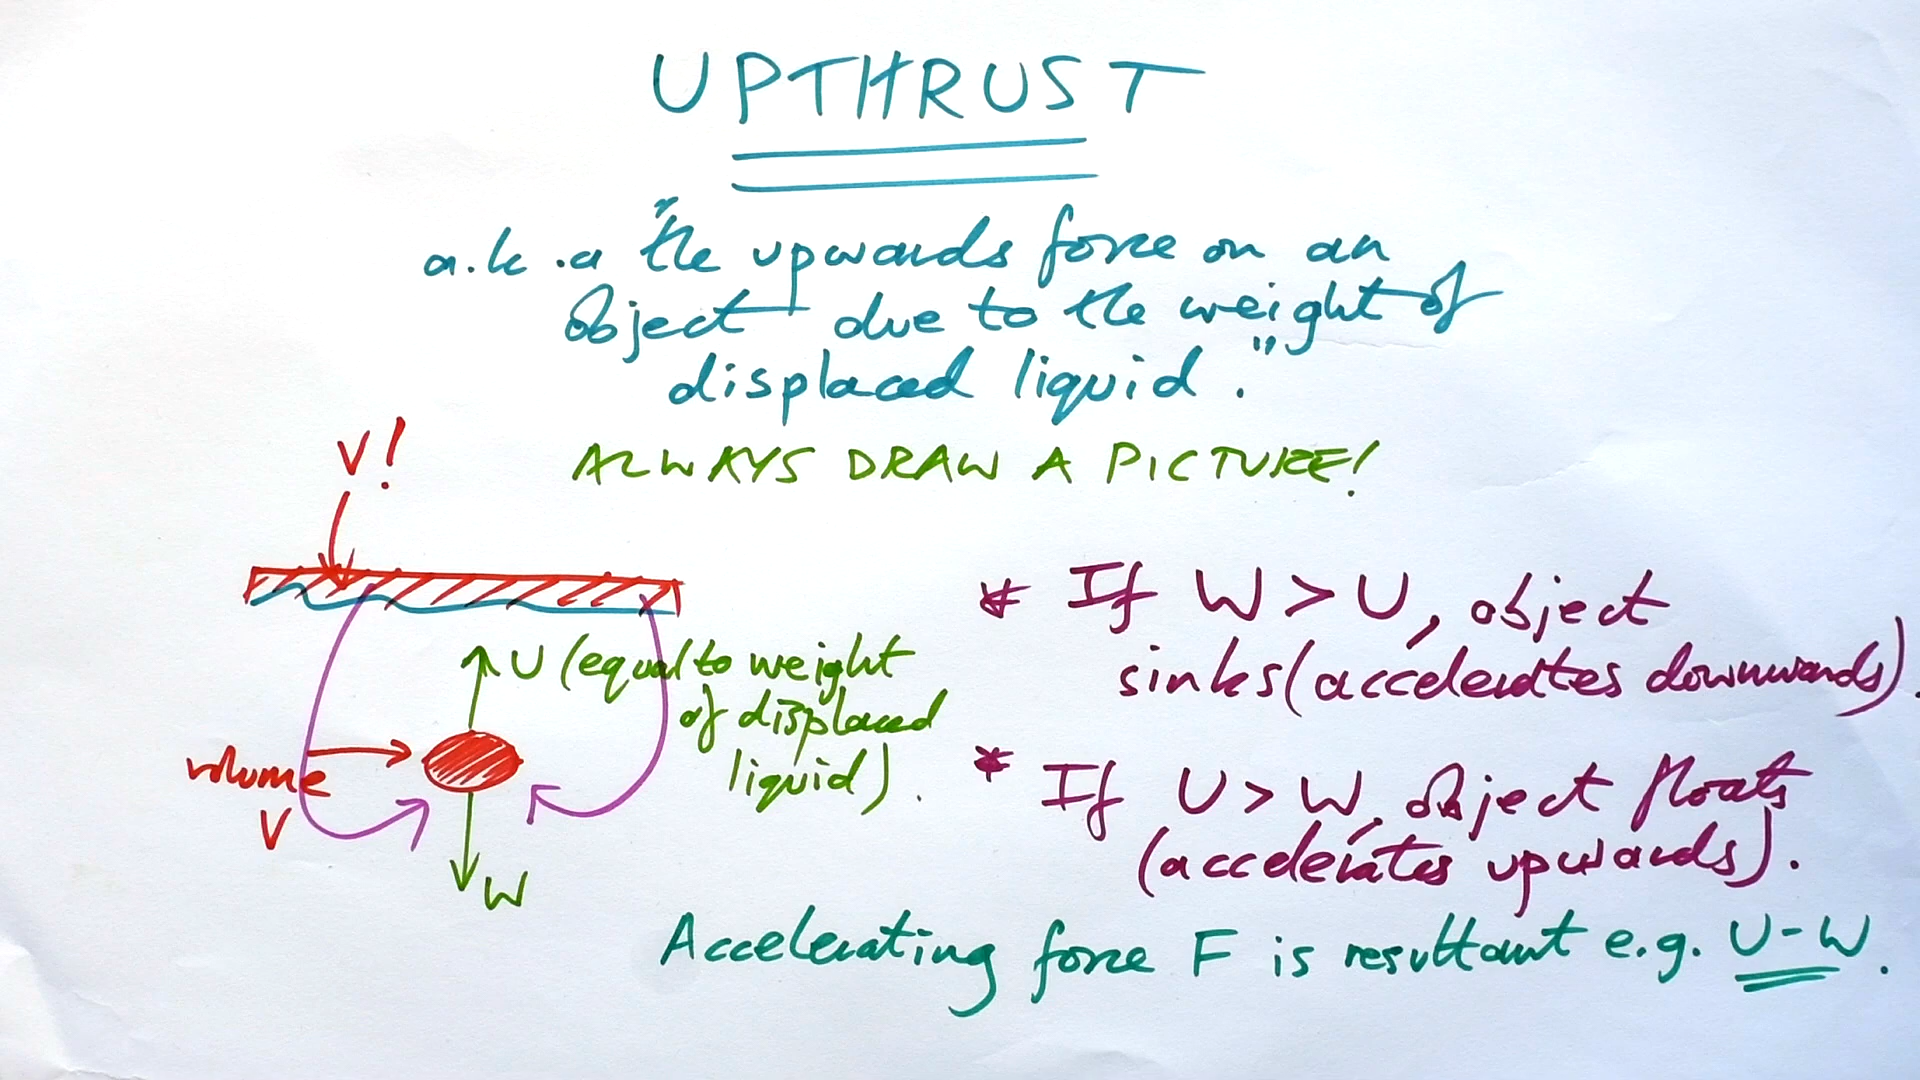 UPTHRUST
a.k.a "the upwards force on an
object due to the weight of
displaced liquid."
ALWAYS DRAW A PICTURE!
V!
U (equal to weight
of displaced
liquid).
volume
V
W
* If W > U, object
sinks (accelerates downwards).
* If U > W, object floats
(accelerates upwards).
Accelerating force F is resultant e.g. U-W.